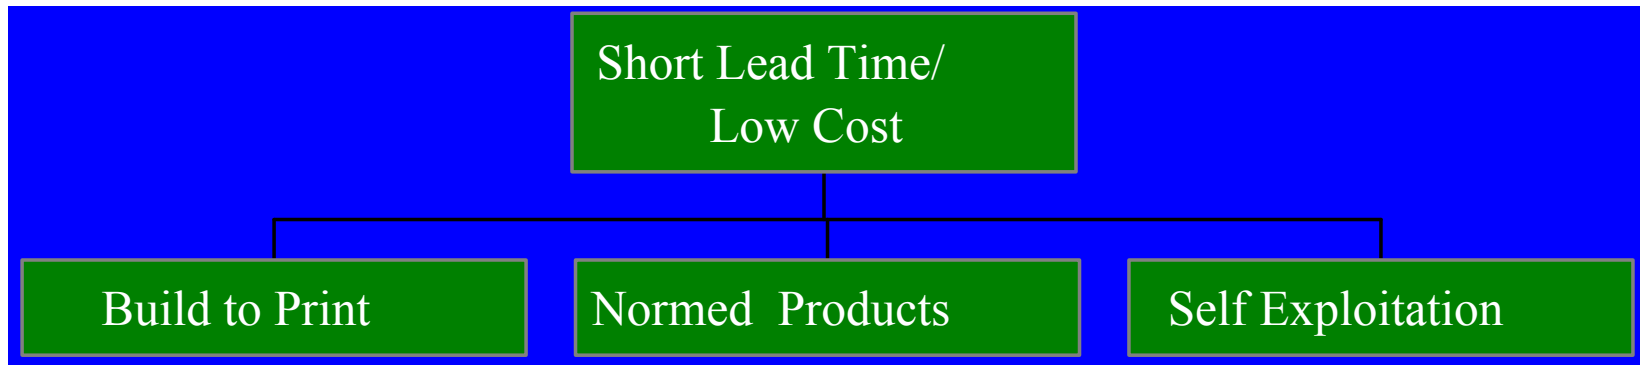 Short Lead Time/
Low Cost
Build to Print
Normed Products
Self Exploitation